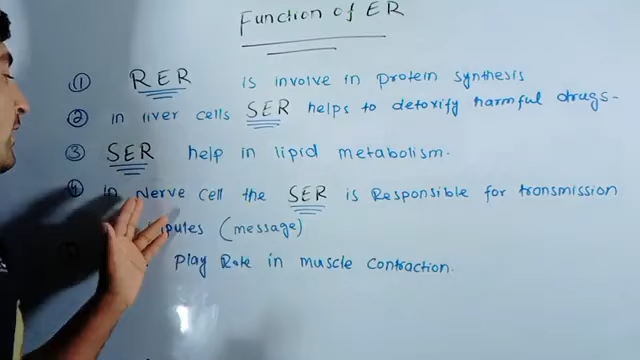 Function of ER
① RER is involve in protein synthesis
② in liver cells SER helps to detoxify harmful drugs.
③ SER help in lipid metabolism.
④ in Nerve cell the SER is Responsible for transmission
(message)
Play Role in muscle contraction.